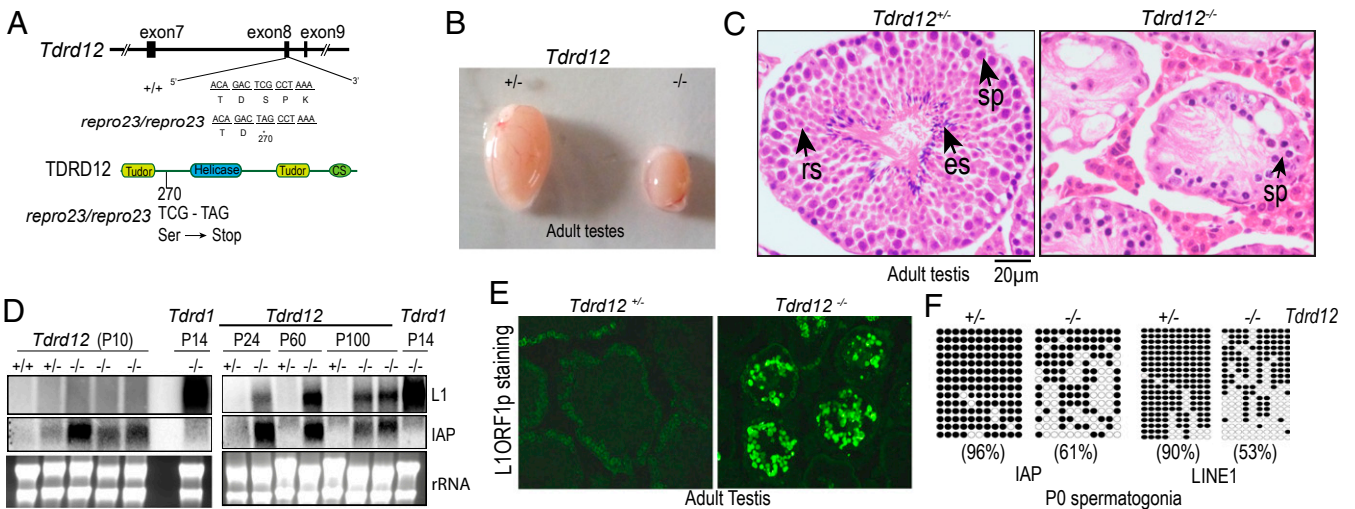 A
exon7 exon8 exon9
Tdrd12
5' 3'
+/+ ACA GAC TCG CCT AAA
T D S P K
repro23/repro23 ACA GAC TAG CCT AAA
T D *
270
TDRD12 Tudor Helicase Tudor CS
270
repro23/repro23 TCG - TAG
Ser → Stop
B
Tdrd12
+/- -/-
Adult testes
C
Tdrd12+/- Tdrd12-/-
sp
rs es
sp
Adult testis
20µm
D
Tdrd1 Tdrd12 Tdrd1
Tdrd12 (P10) P14 P24 P60 P100 P14
+/+ +/- -/- -/- -/- -/- +/- -/- +/- -/- +/- -/- -/- -/-
L1
IAP
rRNA
E
Tdrd12 +/- Tdrd12 -/-
L1ORF1p staining
Adult Testis
F
+/- -/- +/- -/- Tdrd12
(96%) (61%) (90%) (53%)
IAP LINE1
P0 spermatogonia